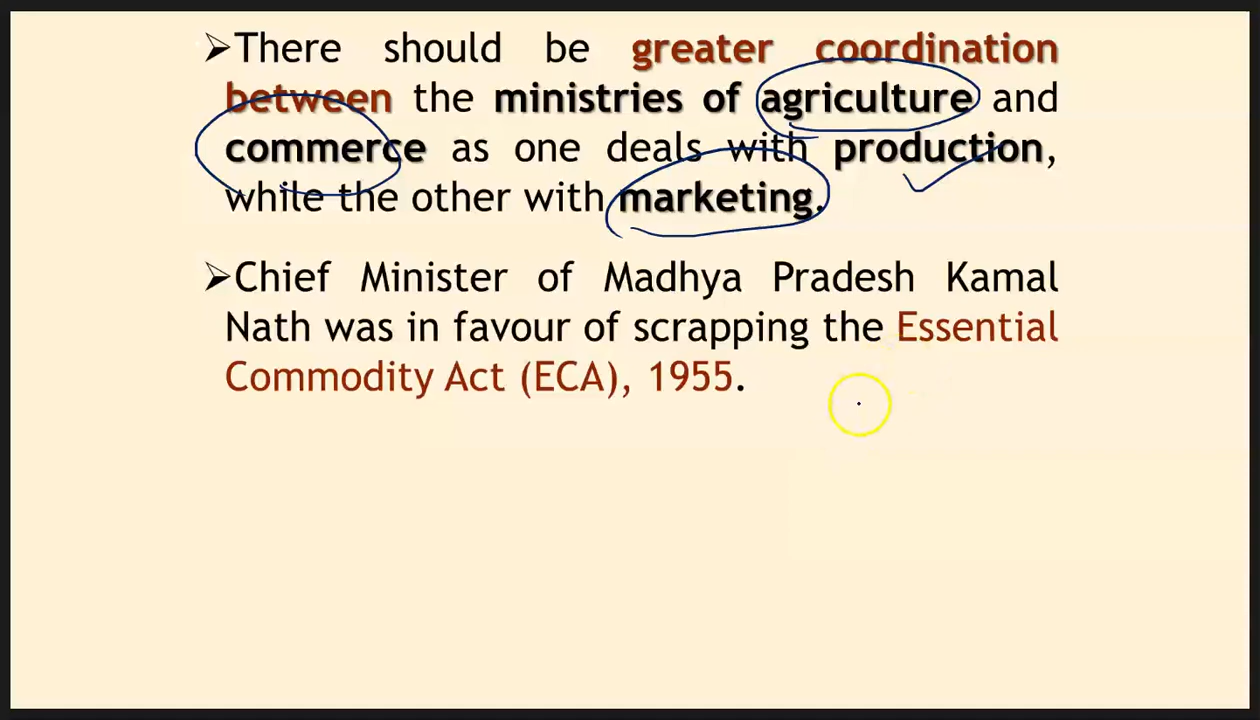 ➢There should be greater coordination
between the ministries of agriculture and
commerce as one deals with production,
while the other with marketing.
➢Chief Minister of Madhya Pradesh Kamal
Nath was in favour of scrapping the Essential
Commodity Act (ECA), 1955.